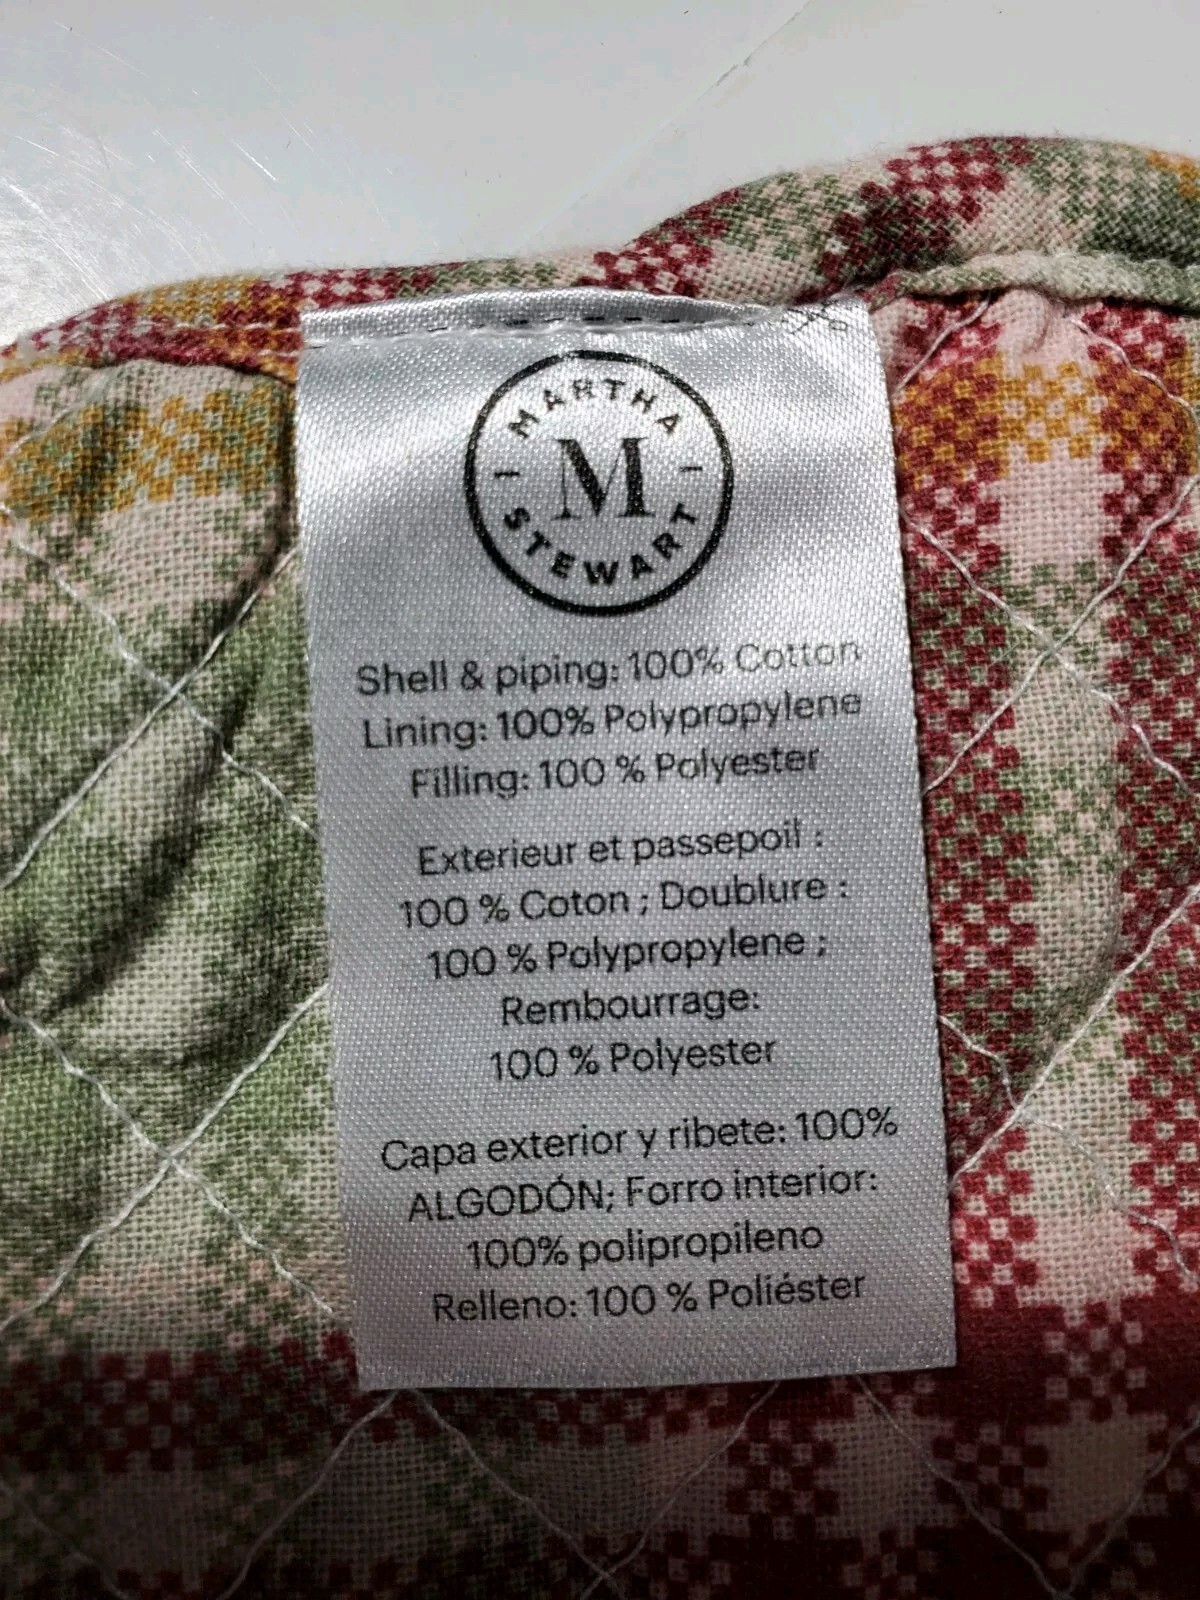 MARTHA
M
STEWART
Shell & piping: 100% Cotton
Lining: 100% Polypropylene
Filling: 100 % Polyester
Exterieur et passepoil :
100 % Coton ; Doublure :
100 % Polypropylene ;
Rembourrage:
100 % Polyester
Capa exterior y ribete: 100%
ALGODÓN; Forro interior:
100% polipropileno
Relleno: 100 % Poliéster